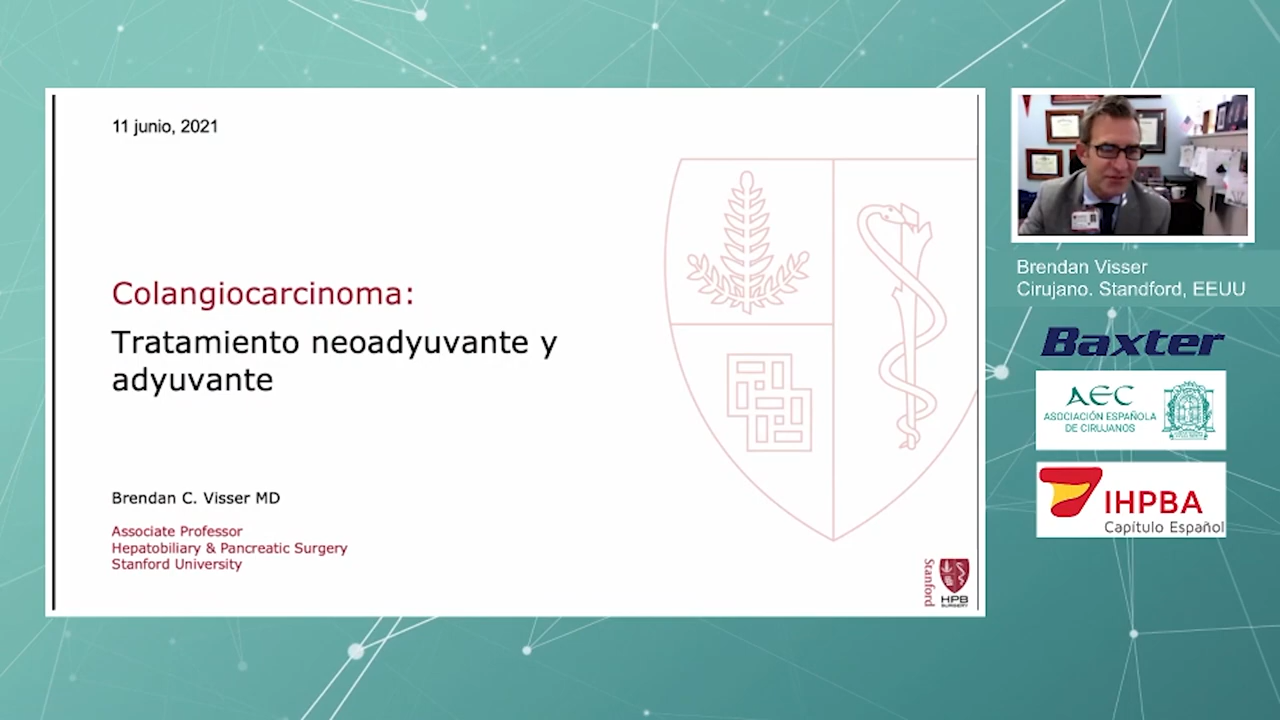 11 junio, 2021
Colangiocarcinoma:
Tratamiento neoadyuvante y
adyuvante
Brendan C. Visser MD
Associate Professor
Hepatobiliary & Pancreatic Surgery
Stanford University
Stanford
HPB
SURGERY
Brendan Visser
Cirujano. Standford, EEUU
Baxter
AEC
ASOCIACIÓN ESPAÑOLA
DE CIRUJANOS
IHPBA
Capítulo Español